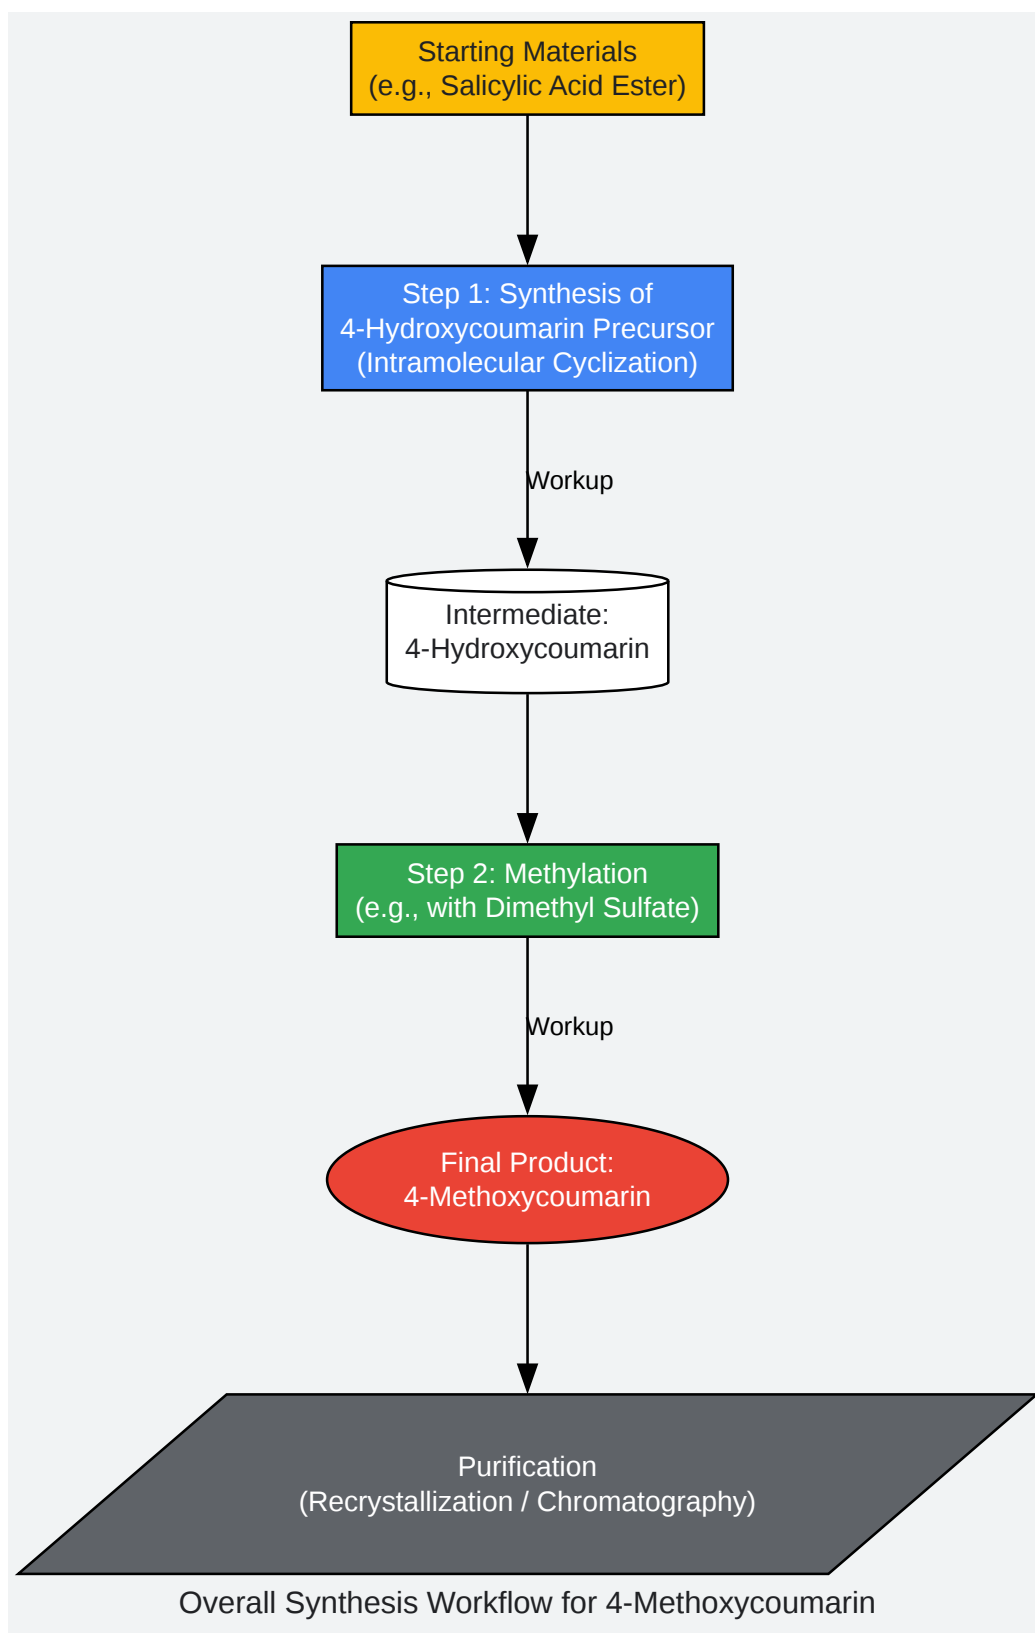 Starting Materials
(e.g., Salicylic Acid Ester)
Step 1: Synthesis of
4-Hydroxycoumarin Precursor
(Intramolecular Cyclization)
Workup
Intermediate:
4-Hydroxycoumarin
Step 2: Methylation
(e.g., with Dimethyl Sulfate)
Workup
Final Product:
4-Methoxycoumarin
Purification
(Recrystallization / Chromatography)
Overall Synthesis Workflow for 4-Methoxycoumarin